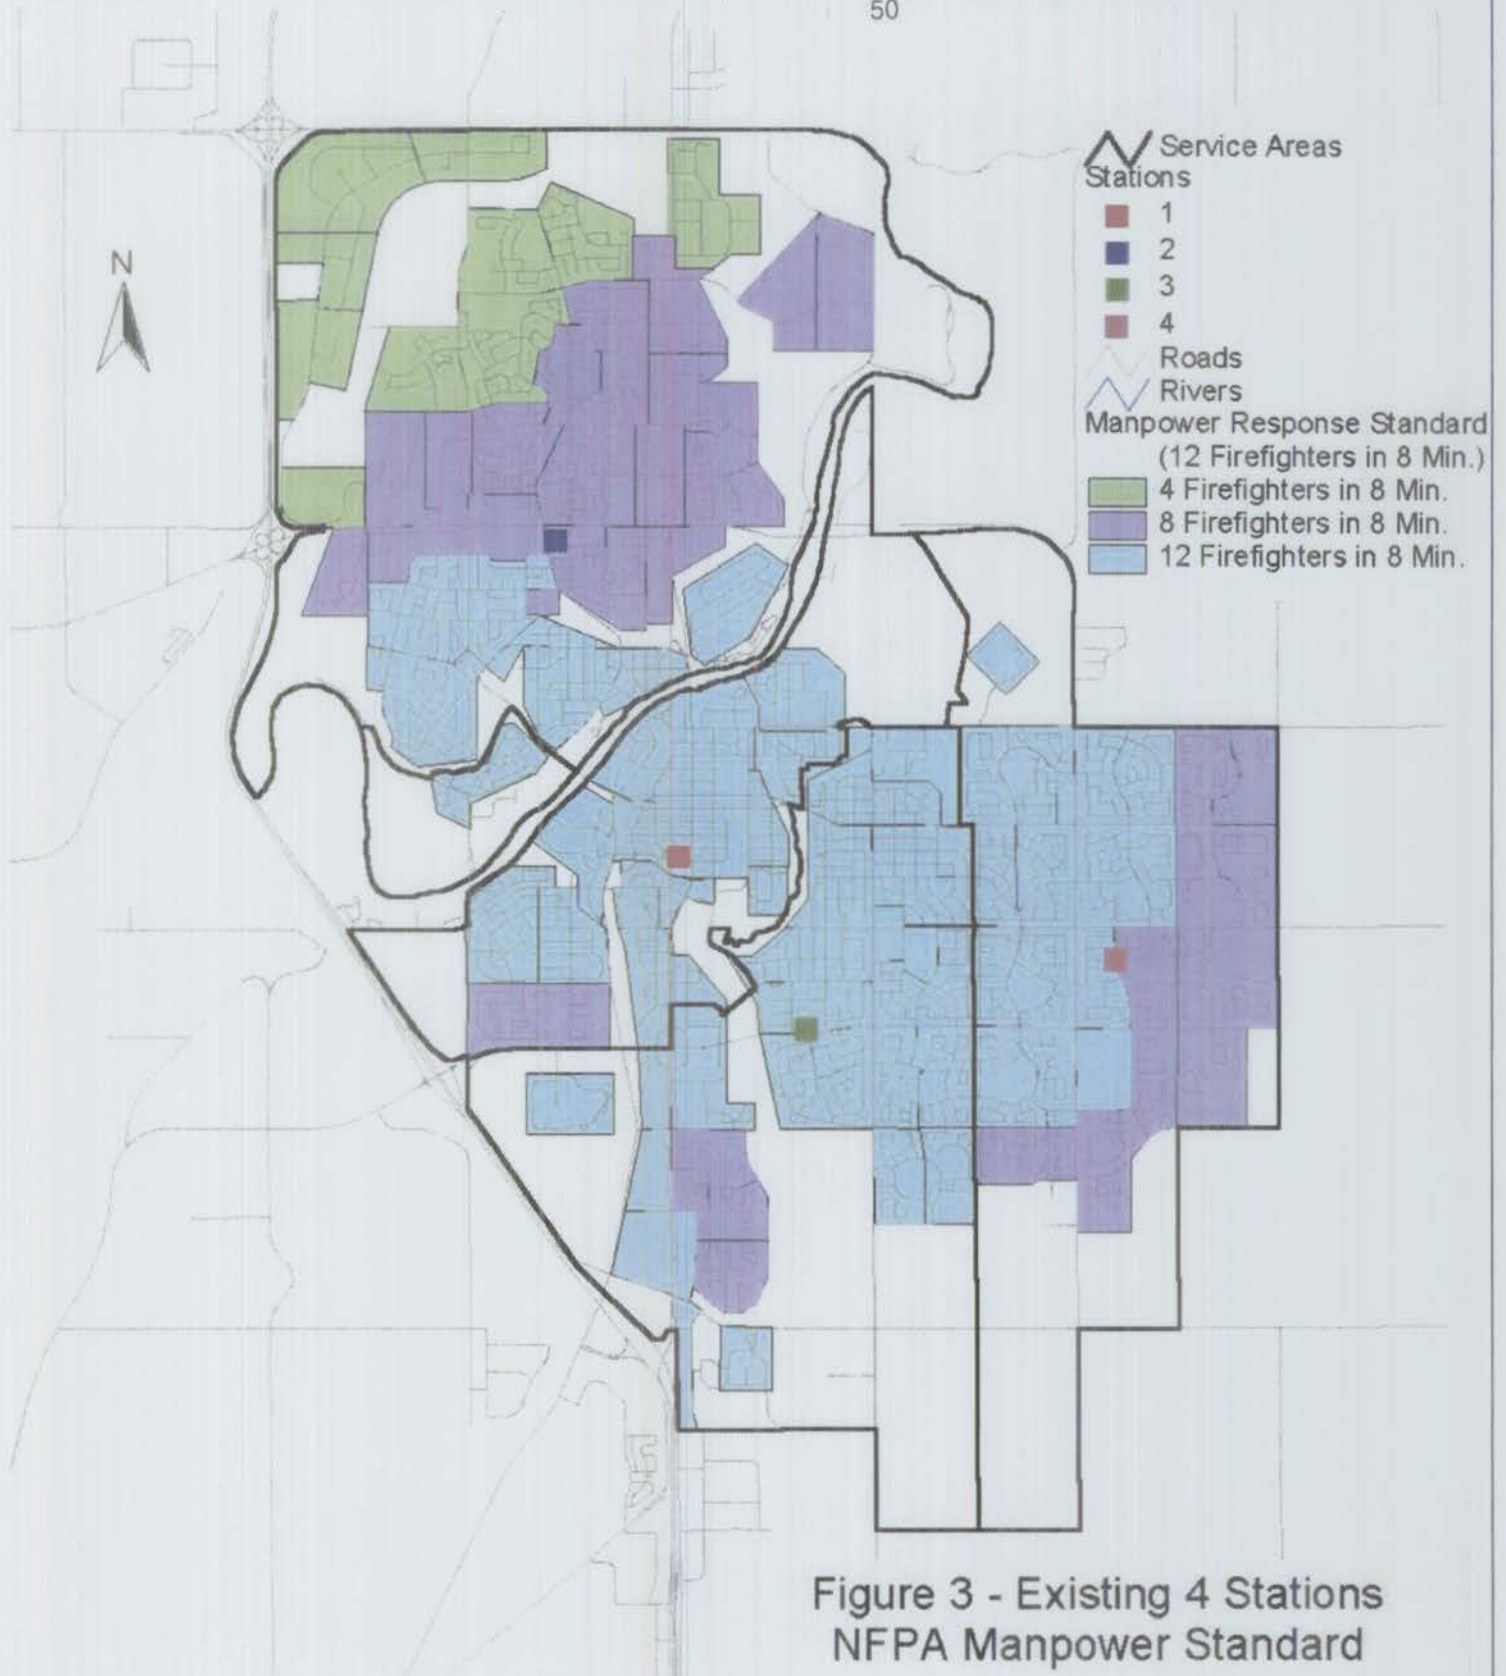 50
N
Service Areas
Stations
1
2
3
4
Roads
Rivers
Manpower Response Standard
(12 Firefighters in 8 Min.)
4 Firefighters in 8 Min.
8 Firefighters in 8 Min.
12 Firefighters in 8 Min.
Figure 3 - Existing 4 Stations
NFPA Manpower Standard